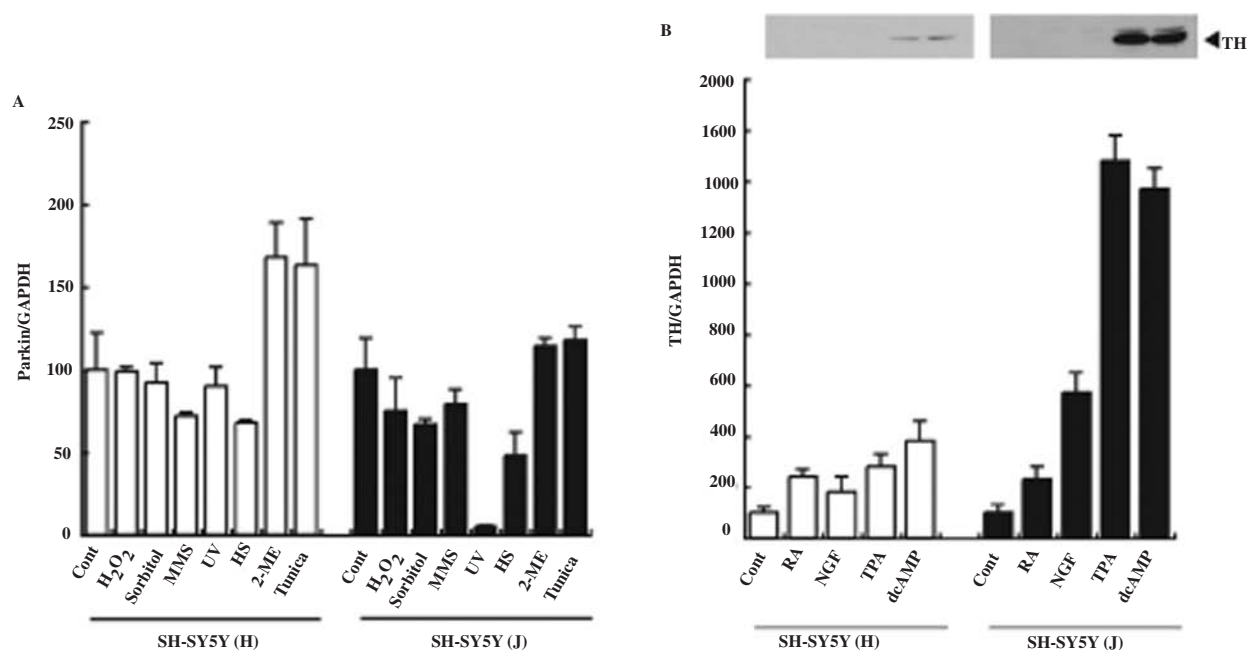 A
250
200
150
100
50
0
Parkin/GAPDH
Cont
H2O2
Sorbitol
MMS
UV
HS
2-ME
Tunica
SH-SY5Y (H)
Cont
H2O2
Sorbitol
MMS
UV
HS
2-ME
Tunica
SH-SY5Y (J)
B
TH
2000
1600
1000
1200
1000
800
600
400
200
0
TH/GAPDH
Cont
RA
NGF
TPA
dcAMP
SH-SY5Y (H)
Cont
RA
NGF
TPA
dcAMP
SH-SY5Y (J)